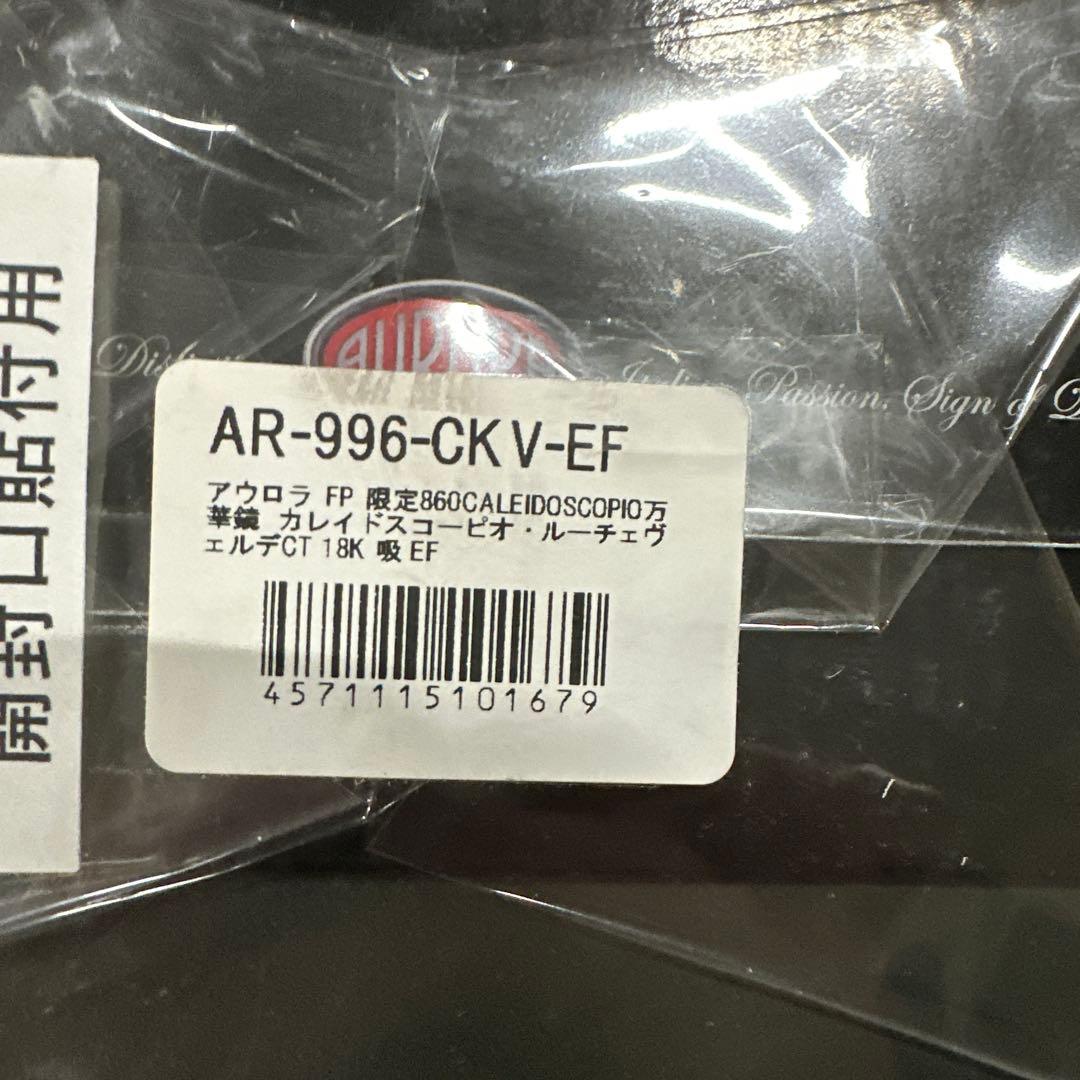 開封口貼付用
AURORA
Passion. Sign of
AR-996-CKV-EF
アウロラ FP 限定860CALEIDOSCOPIO万
華鏡 カレイドスコーピオ・ルーチェヴ
ェルデCT 18K 吸 EF
4571115101679